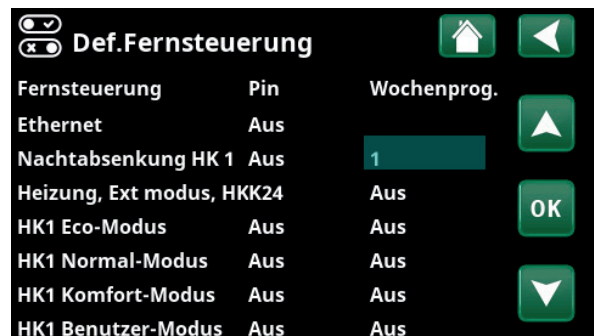 Def.Fernsteuerung
Fernsteuerung Pin Wochenprog.
Ethernet Aus
Nachtabsenkung HK 1 Aus 1
Heizung, Ext modus, HKK24 Aus
HK1 Eco-Modus Aus Aus
HK1 Normal-Modus Aus Aus
HK1 Komfort-Modus Aus Aus
HK1 Benutzer-Modus Aus Aus
OK